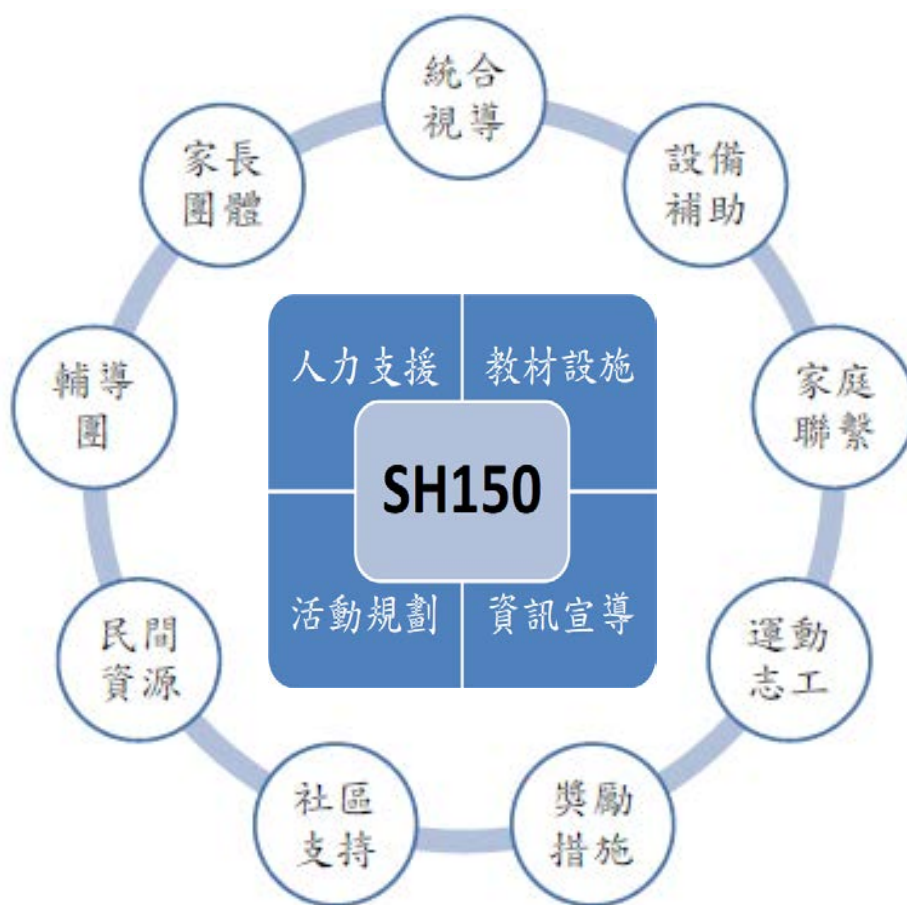 統合
視導
設備
補助
家庭
聯繫
運動
志工
獎勵
措施
社區
支持
民間
資源
輔導
團
家長
團體
人力支援
教材設施
SH150
活動規劃
資訊宣導